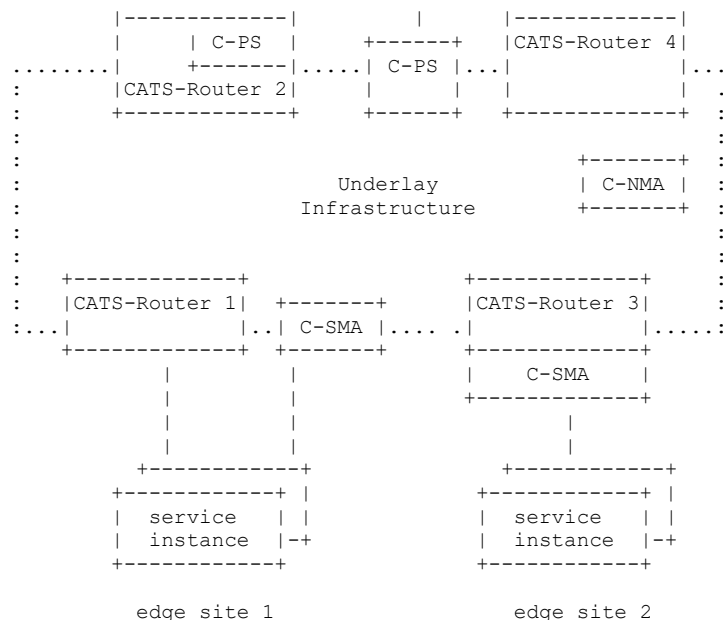 C-PS CATS-Router 4
C-PS
CATS-Router 2
C-NMA
Underlay
Infrastructure
CATS-Router 1 CATS-Router 3
C-SMA
C-SMA
service service
instance instance
edge site 1 edge site 2